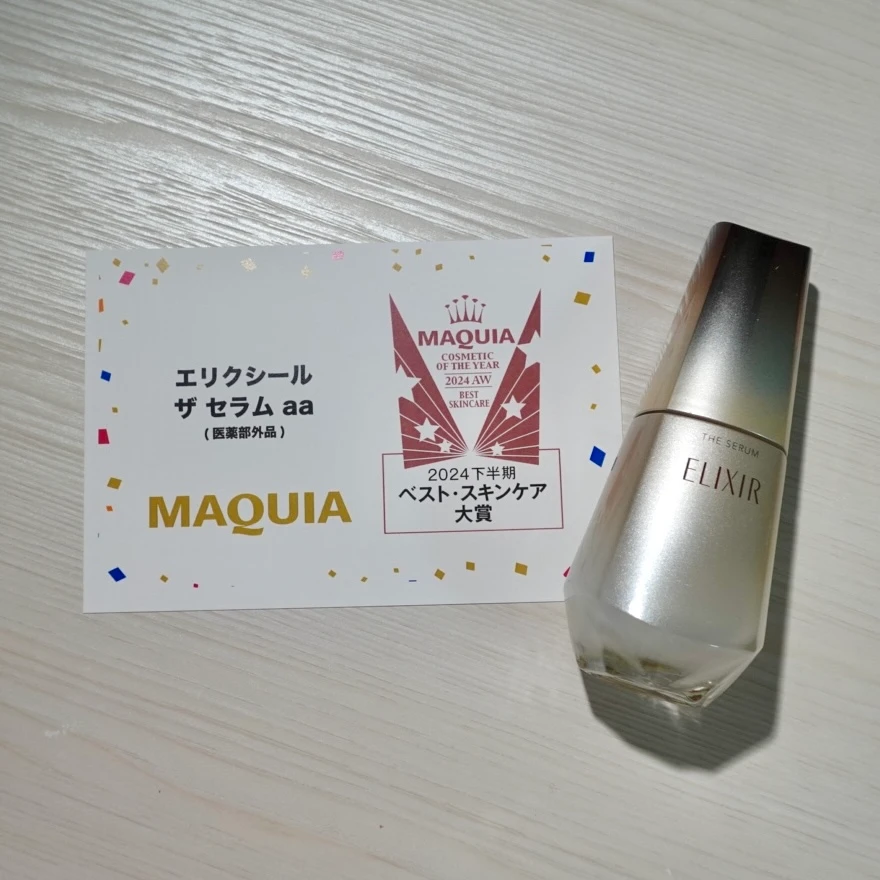 エリクシール
ザ セラム aa
(医薬部外品)
MAQUIA
MAQUIA
COSMETIC
OF THE YEAR
2024 AW
BEST
SKINCARE
2024下半期
ベスト・スキンケア
大賞
THE SERUM
ELIXIR